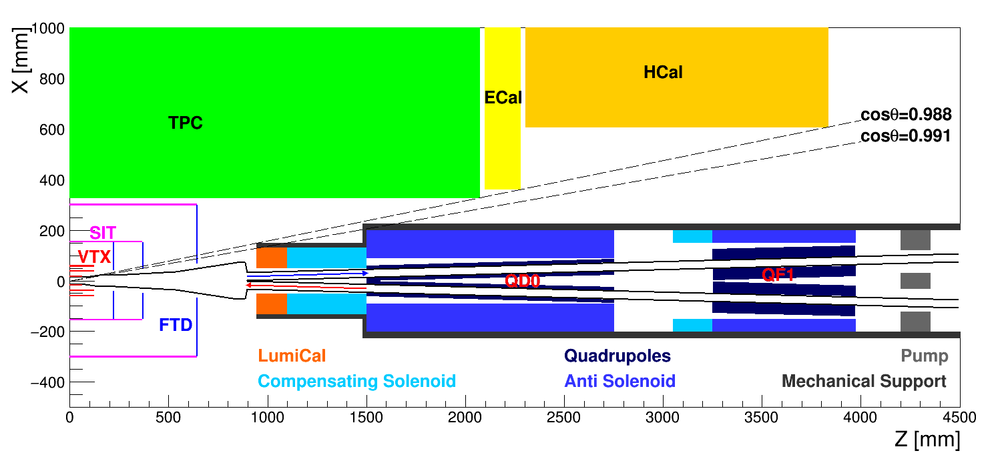 X [mm]
1000
800
600
400
200
0
−200
−400
TPC
ECal
HCal
cosθ=0.988
cosθ=0.991
SIT
VTX
FTD
QD0
QF1
LumiCal
Quadrupoles
Pump
Compensating Solenoid
Anti Solenoid
Mechanical Support
0 500 1000 1500 2000 2500 3000 3500 4000 4500
Z [mm]